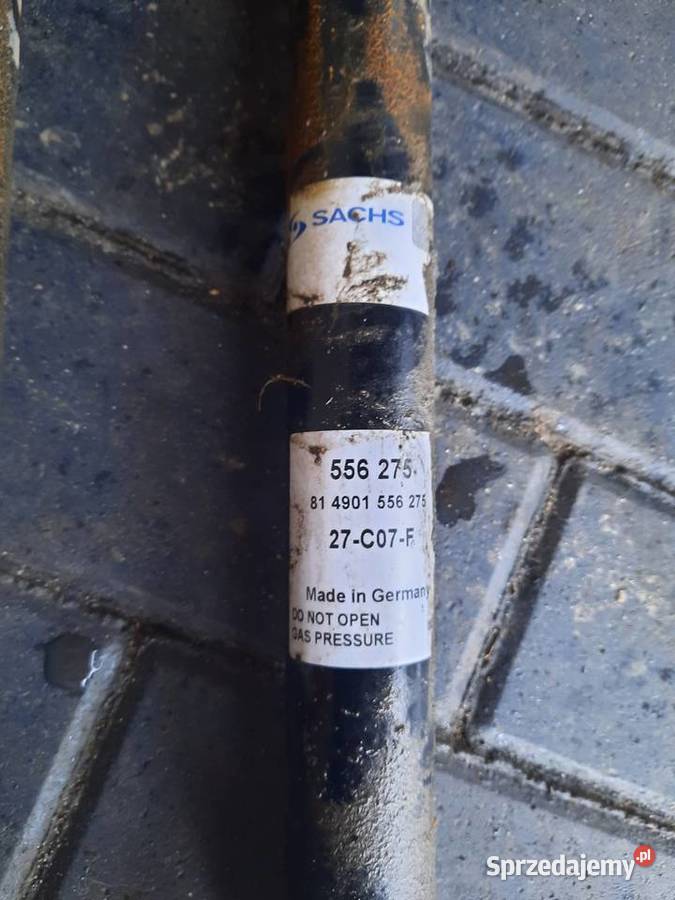 SACHS
556 275
81 4901 556 275
27-C07-F
Made in Germany
DO NOT OPEN
GAS PRESSURE
Sprzedajemy.pl